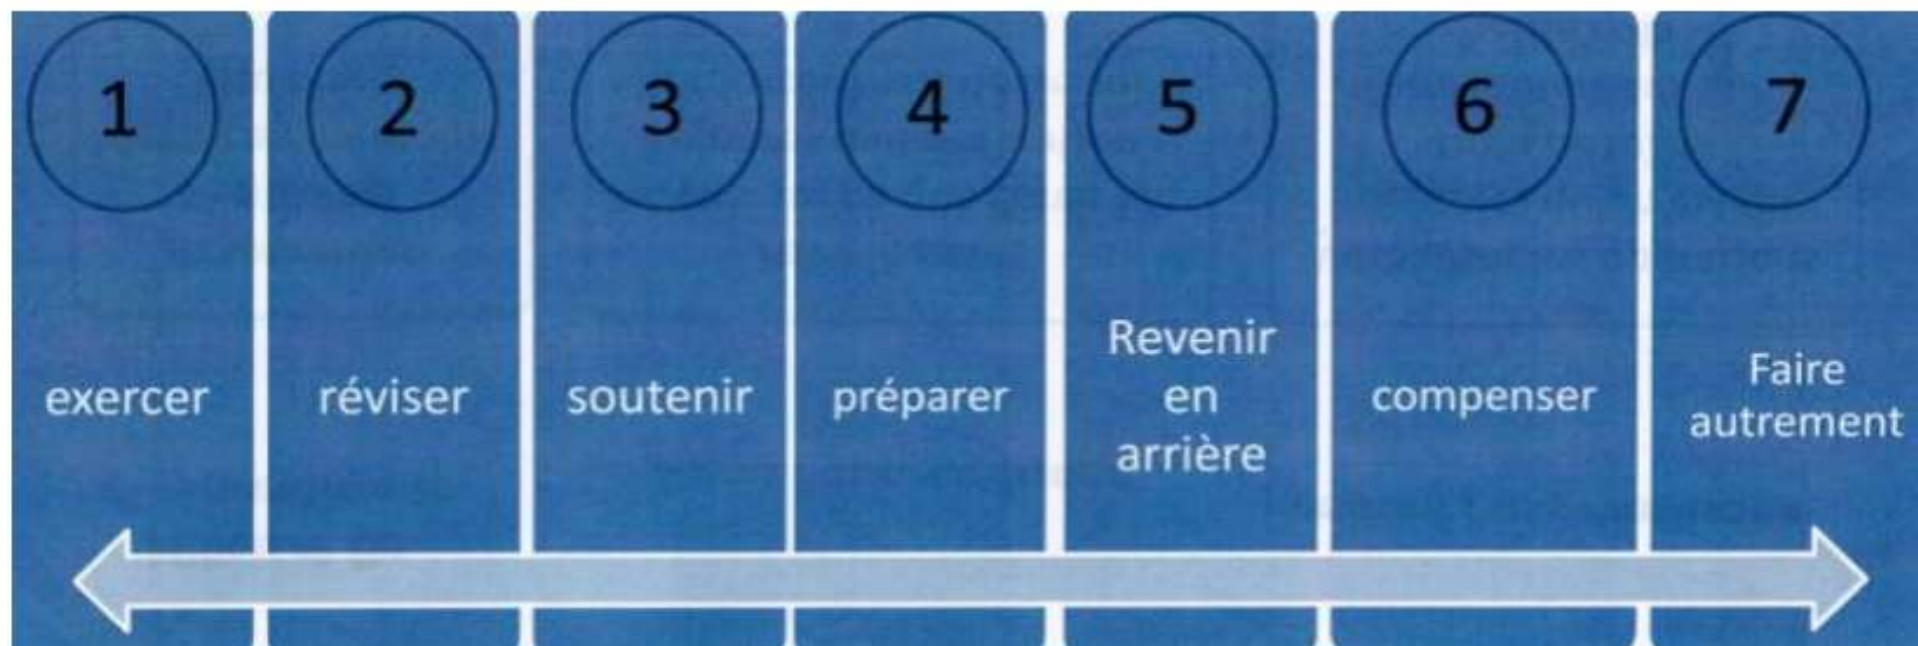 1
2
3
4
5
6
7
exercer
réviser
soutenir
préparer
Revenir
en
arrière
compenser
Faire
autrement